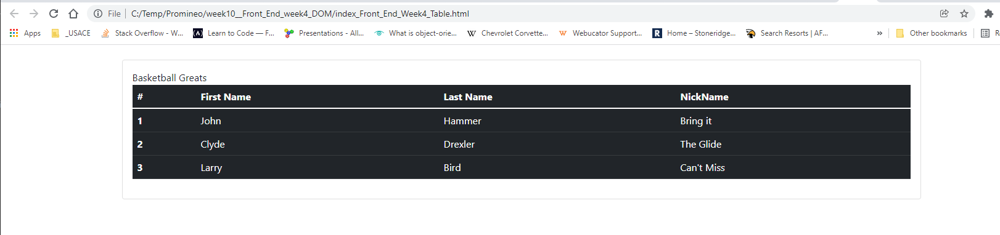 File C:/Temp/Promineo/week10__Front_End_week4_DOM/index_Front_End_Week4_Table.html
Apps _USACE Stack Overflow - W... Learn to Code — F... Presentations - All... What is object-orie... Chevrolet Corvette... Webucator Support... Home – Stoneridge... Search Resorts | AF... » Other bookmarks
Basketball Greats
# First Name Last Name NickName
1 John Hammer Bring it
2 Clyde Drexler The Glide
3 Larry Bird Can't Miss